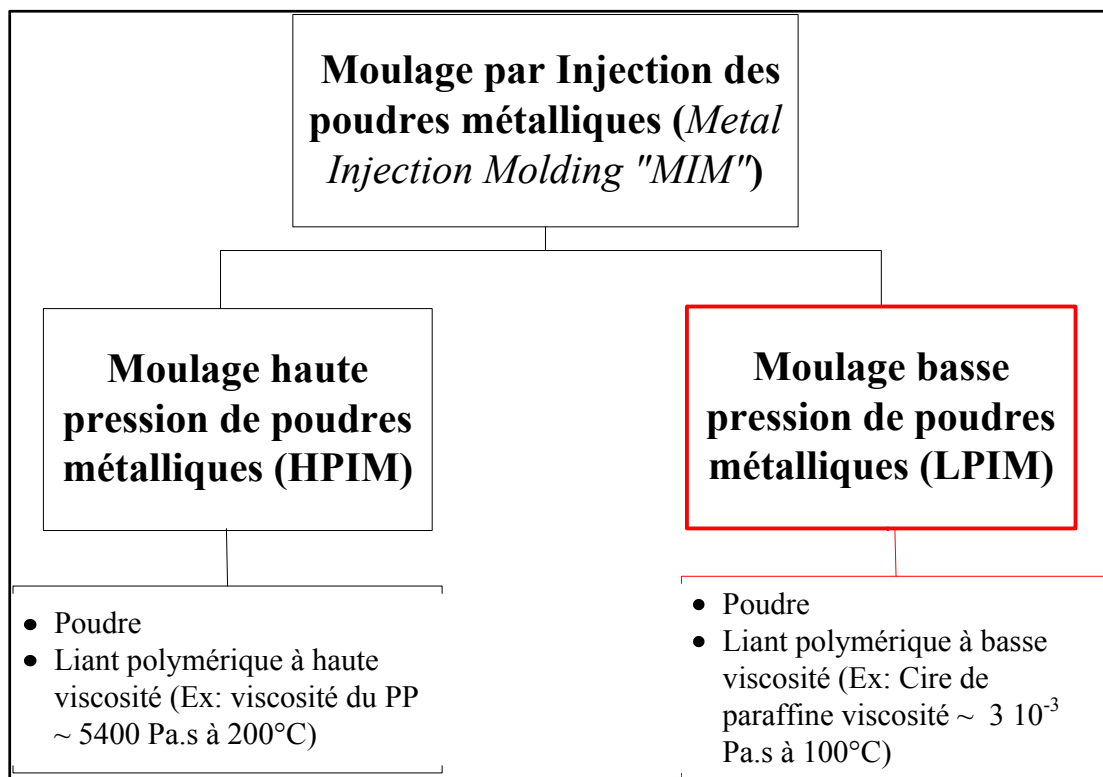 Moulage par Injection des
poudres métalliques (Metal
Injection Molding "MIM")
Moulage haute
pression de poudres
métalliques (HPIM)
Moulage basse
pression de poudres
métalliques (LPIM)
• Poudre
• Liant polymérique à haute
viscosité (Ex: viscosité du PP
~ 5400 Pa.s à 200°C)
• Poudre
• Liant polymérique à basse
viscosité (Ex: Cire de
paraffine viscosité ~ 3 10⁻³
Pa.s à 100°C)